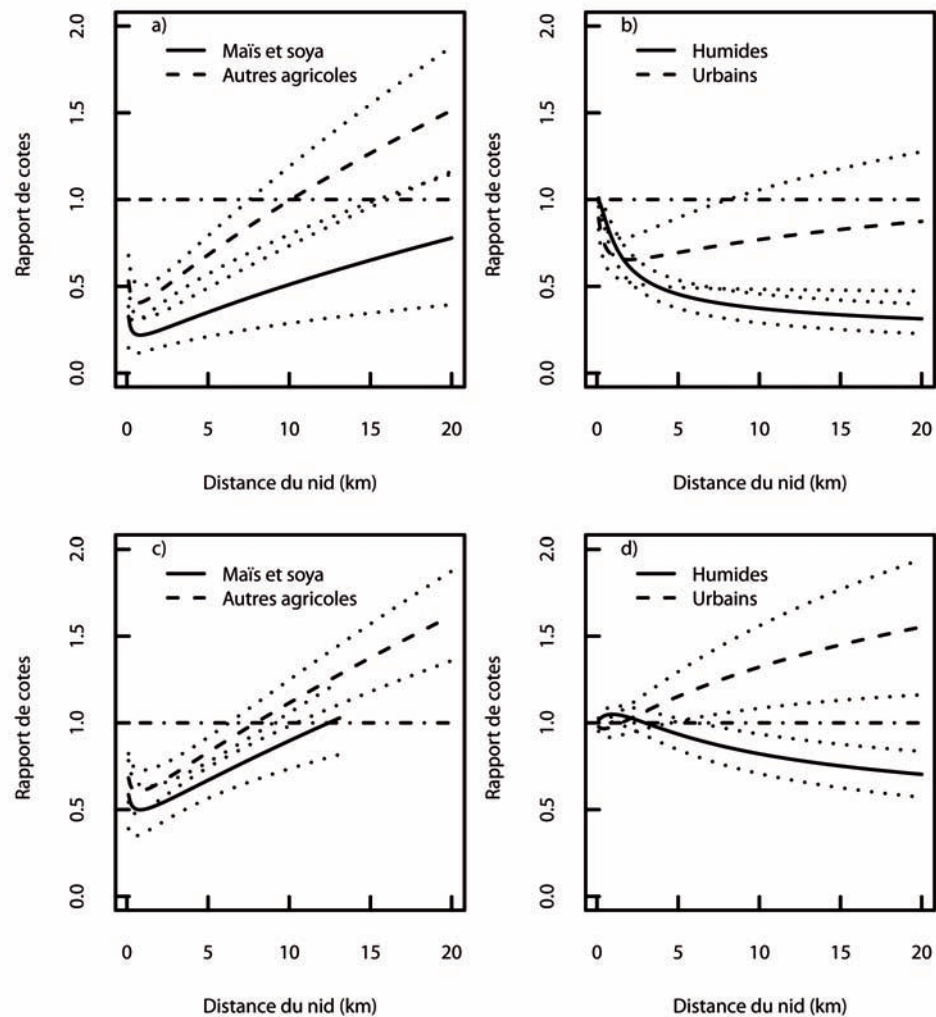 a)
Maïs et soya
Autres agricoles
Rapport de cotes
2.0
1.5
1.0
0.5
0.0
0 5 10 15 20
Distance du nid (km)
b)
Humides
Urbains
Rapport de cotes
2.0
1.5
1.0
0.5
0.0
0 5 10 15 20
Distance du nid (km)
c)
Maïs et soya
Autres agricoles
Rapport de cotes
2.0
1.5
1.0
0.5
0.0
0 5 10 15 20
Distance du nid (km)
d)
Humides
Urbains
Rapport de cotes
2.0
1.5
1.0
0.5
0.0
0 5 10 15 20
Distance du nid (km)